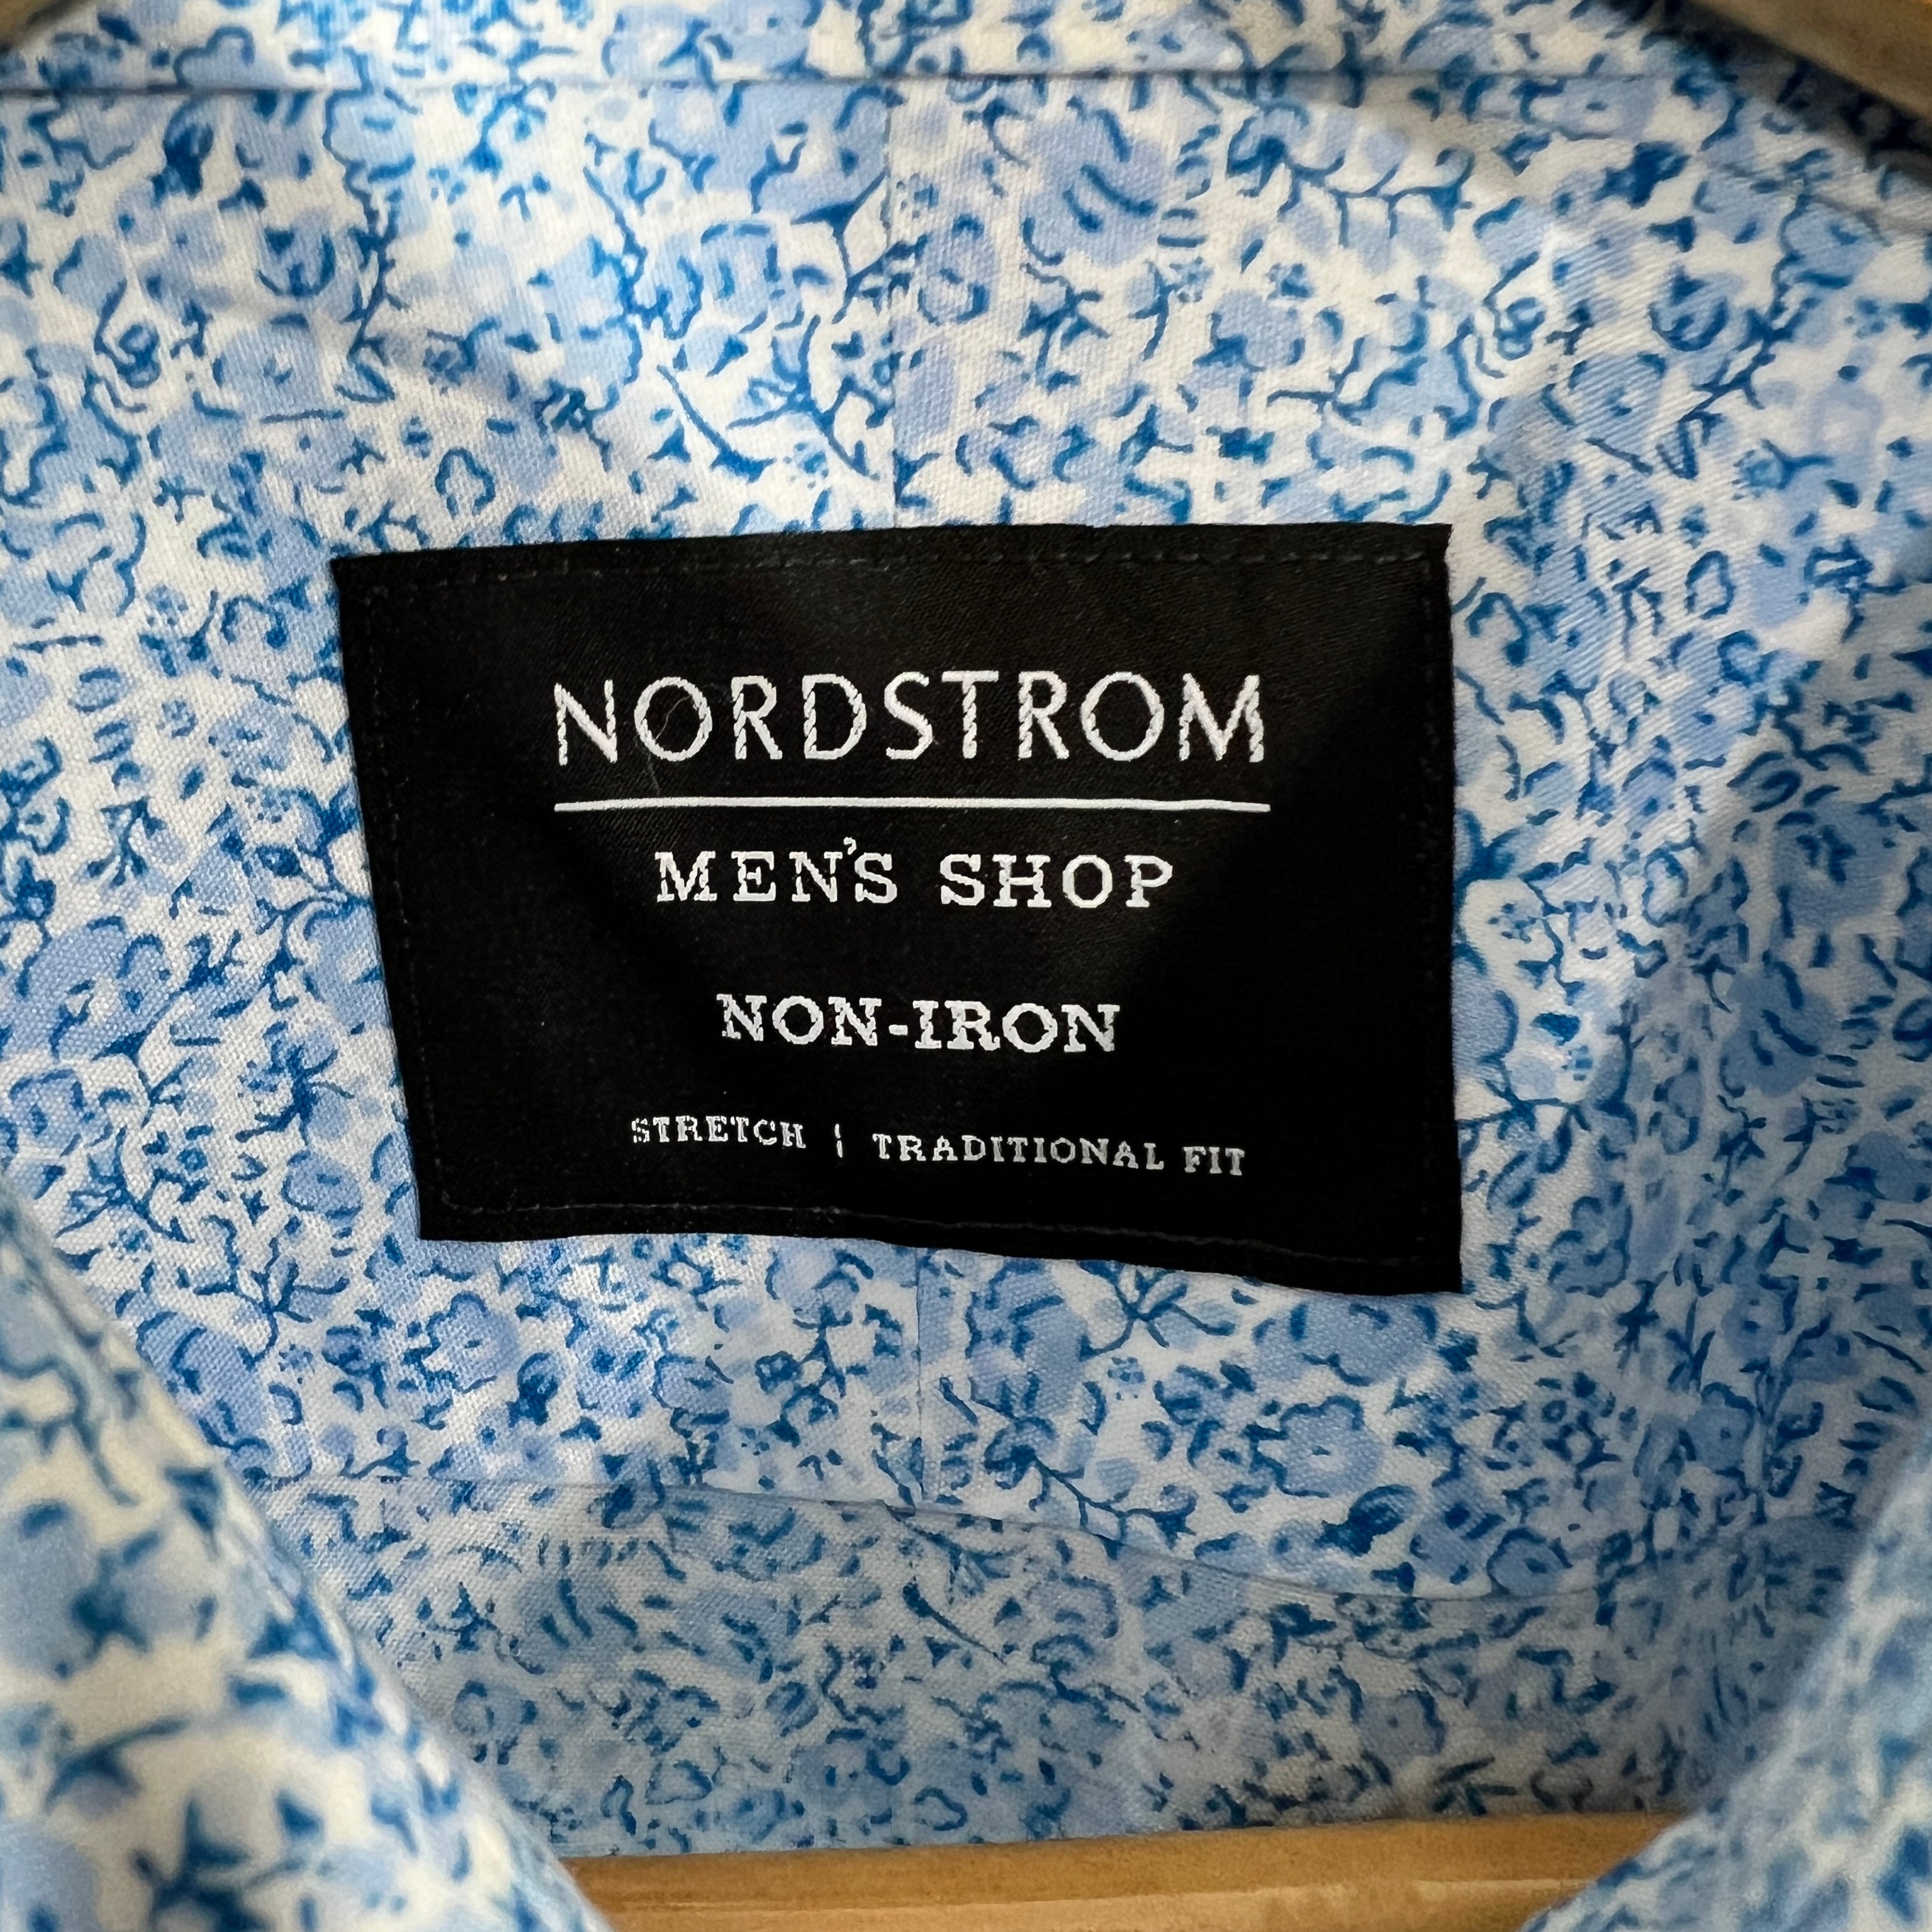 NORDSTROM
MEN'S SHOP
NON-IRON
STRETCH | TRADITIONAL FIT